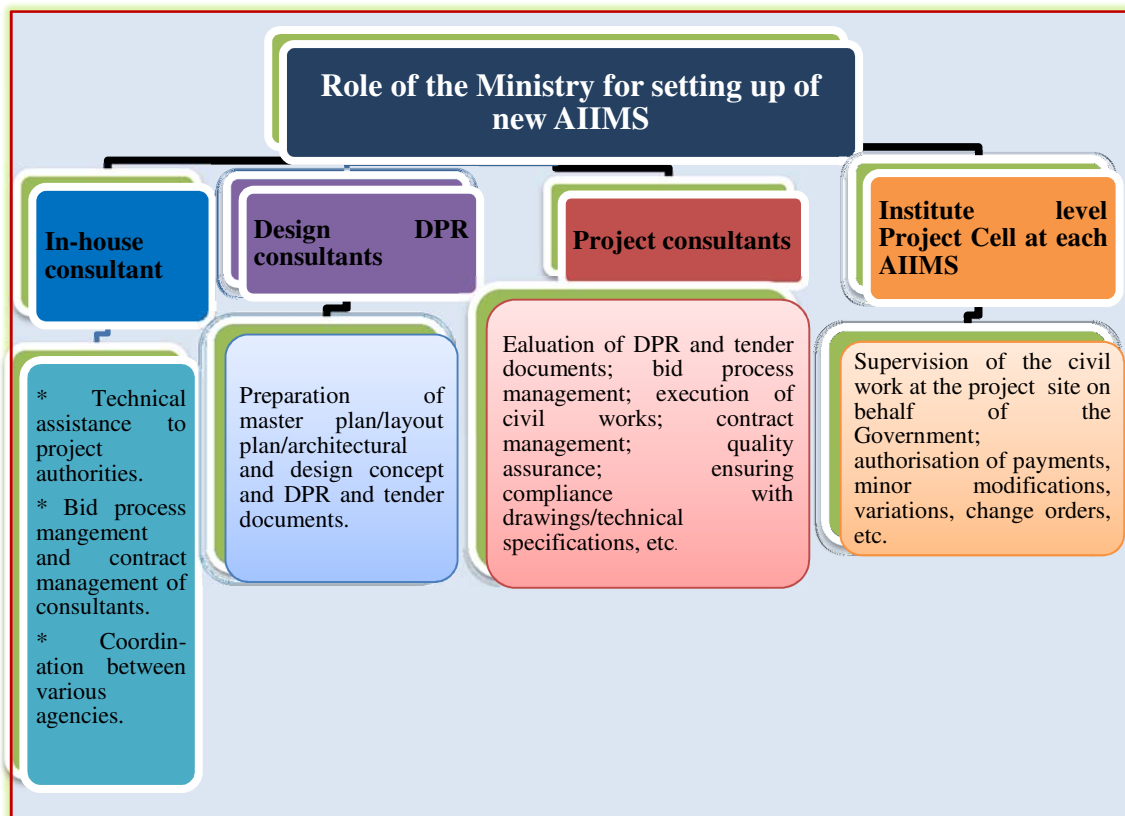 Role of the Ministry for setting up of
new AIIMS
In-house
consultant
* Technical
assistance to
project
authorities.
* Bid process
mangement
and contract
management of
consultants.
* Coordin-
ation between
various
agencies.
Design DPR
consultants
Preparation of
master plan/layout
plan/architectural
and design concept
and DPR and tender
documents.
Project consultants
Ealuation of DPR and tender
documents; bid process
management; execution of
civil works; contract
management; quality
assurance; ensuring
compliance with
drawings/technical
specifications, etc.
Institute level
Project Cell at each
AIIMS
Supervision of the civil
work at the project site on
behalf of the
Government;
authorisation of payments,
minor modifications,
variations, change orders,
etc.